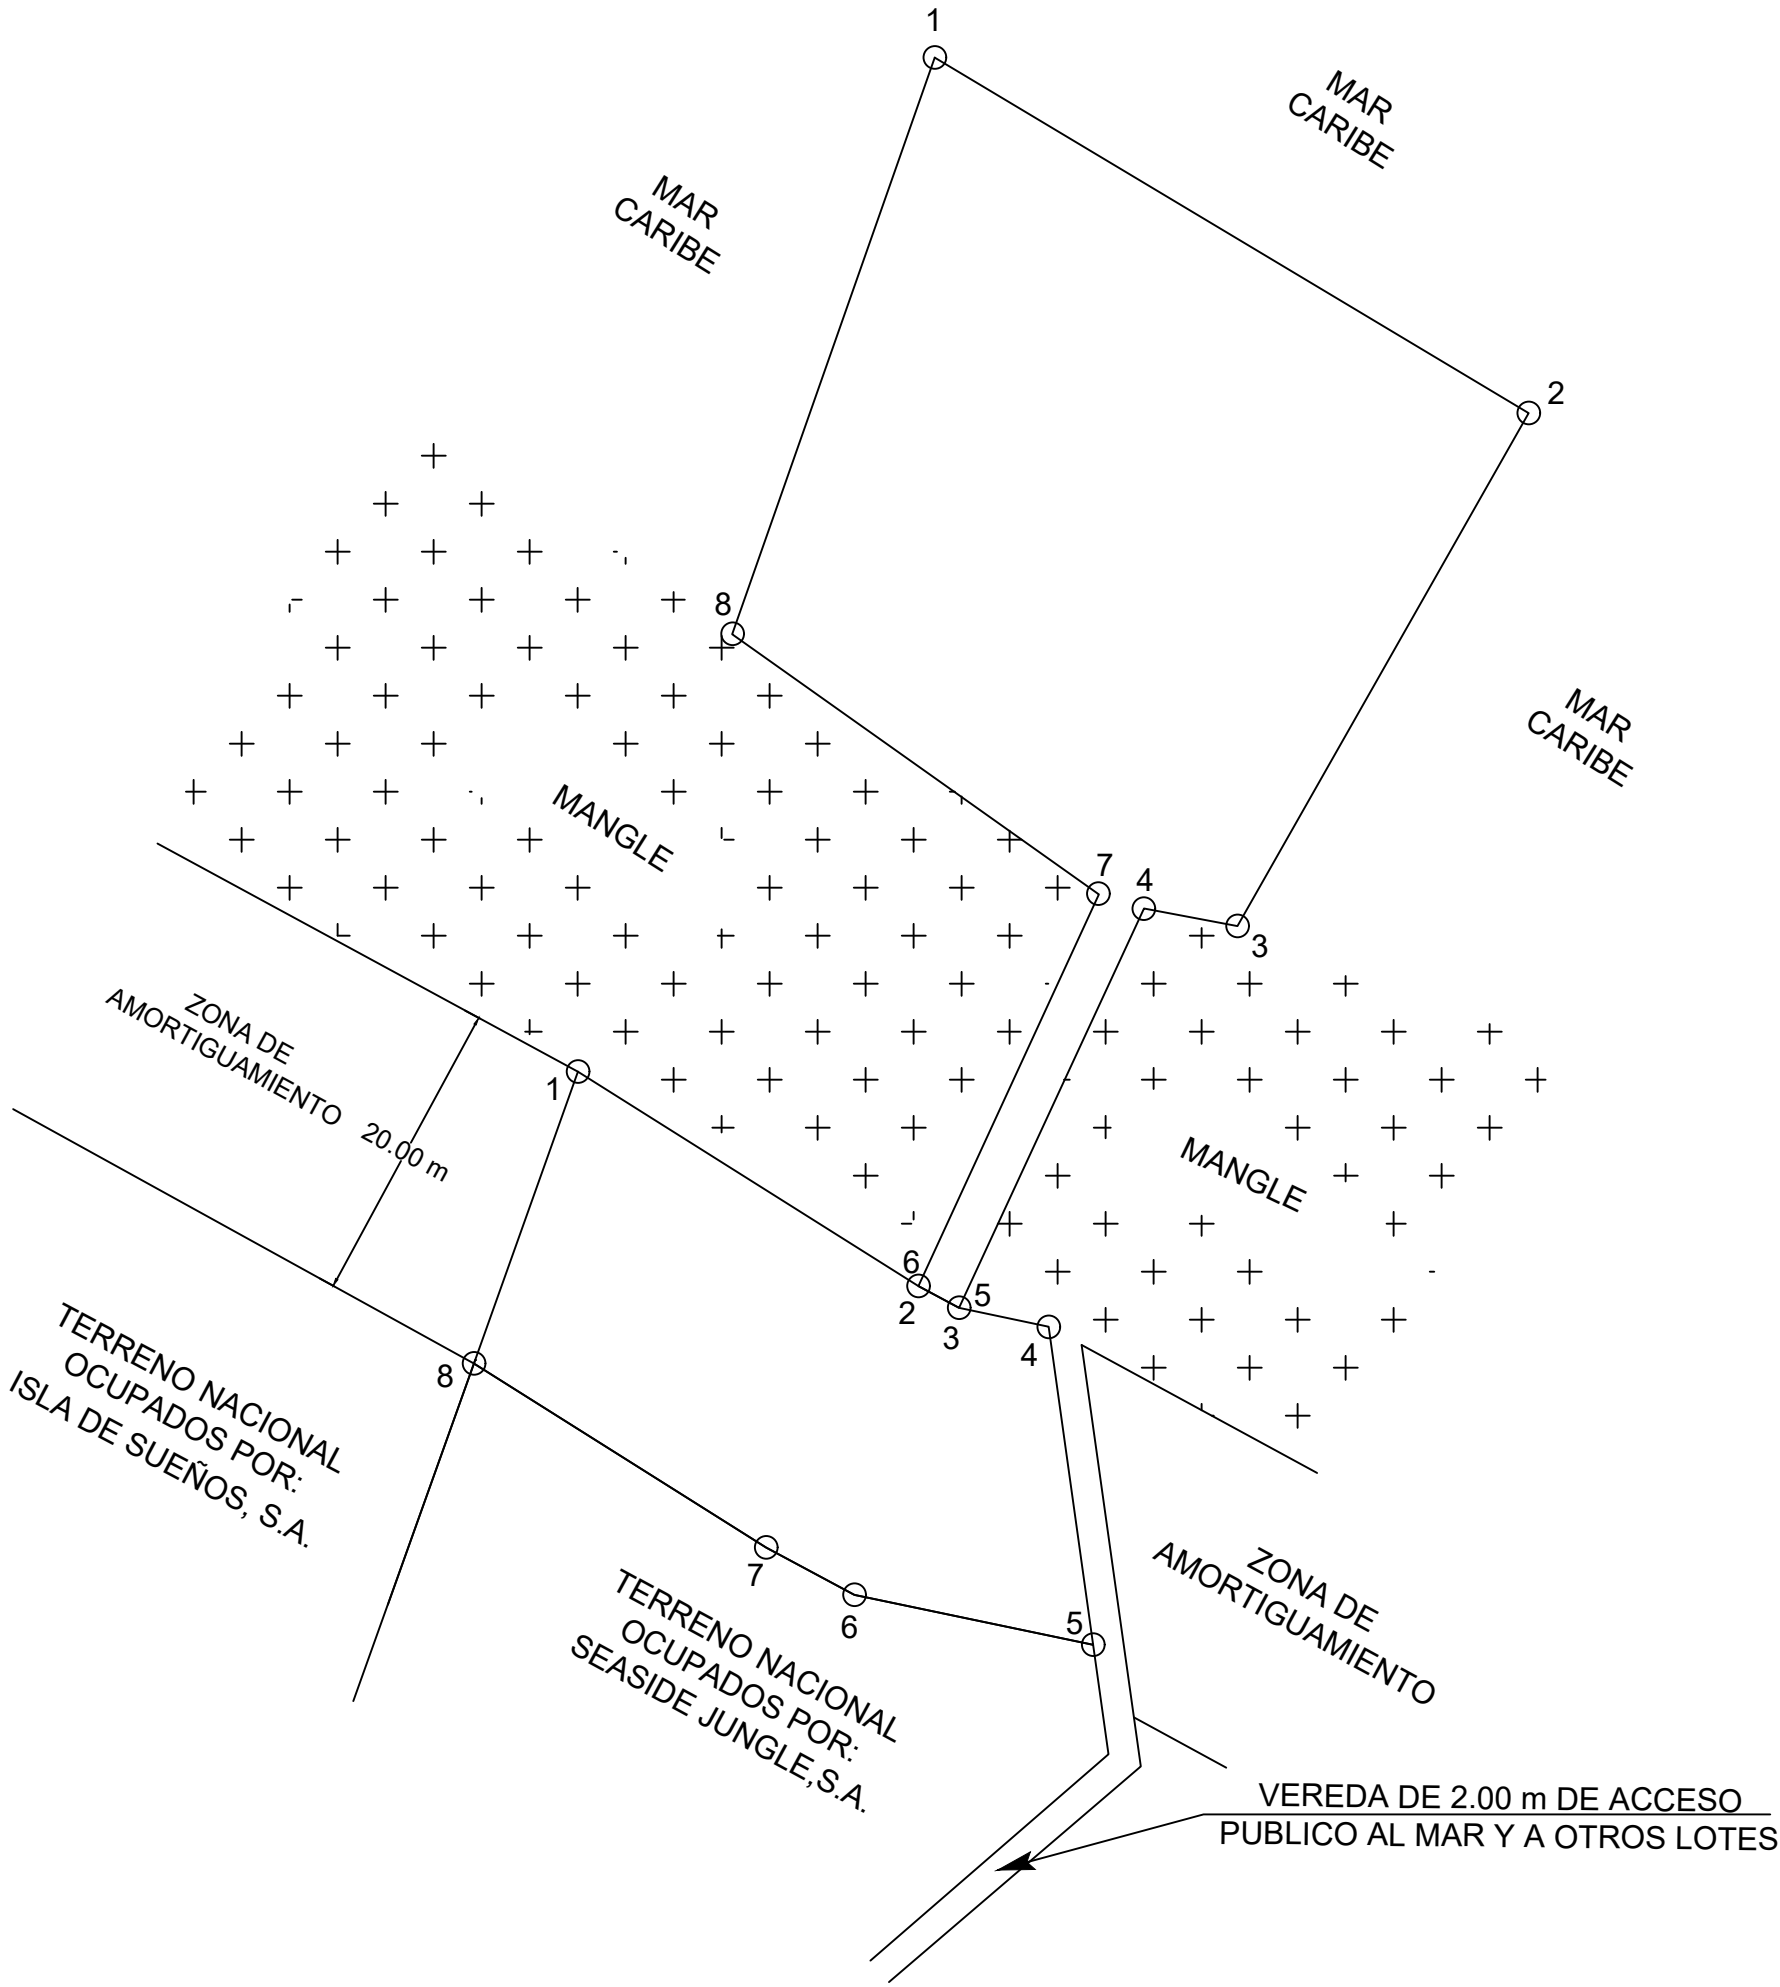 1
MAR
CARIBE
MAR
CARIBE
2
8
MAR
CARIBE
MANGLE
7
4
3
ZONA DE
AMORTIGUAMIENTO
20.00 m
1
MANGLE
6
2
5
3
4
8
TERRENO NACIONAL
OCUPADOS POR:
ISLA DE SUEÑOS, S.A.
7
6
5
TERRENO NACIONAL
OCUPADOS POR:
SEASIDE JUNGLE,S.A.
ZONA DE
AMORTIGUAMIENTO
VEREDA DE 2.00 m DE ACCESO
PUBLICO AL MAR Y A OTROS LOTES